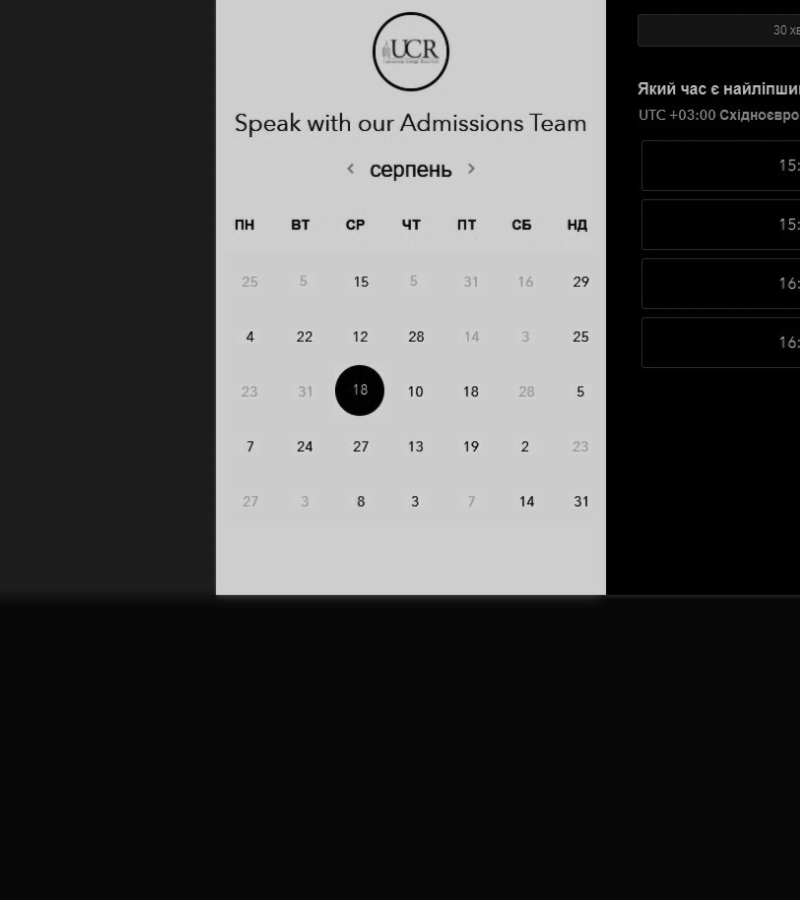 UCR
Speak with our Admissions Team
‹ серпень ›
ПН ВТ СР ЧТ ПТ СБ НД
25 5 15 5 31 16 29
4 22 12 28 14 3 25
23 31 18 10 18 28 5
7 24 27 13 19 2 23
27 3 8 3 7 14 31
30 хв
Який час є найліпши
UTC +03:00 Східноєвро
15:
15:
16:
16: